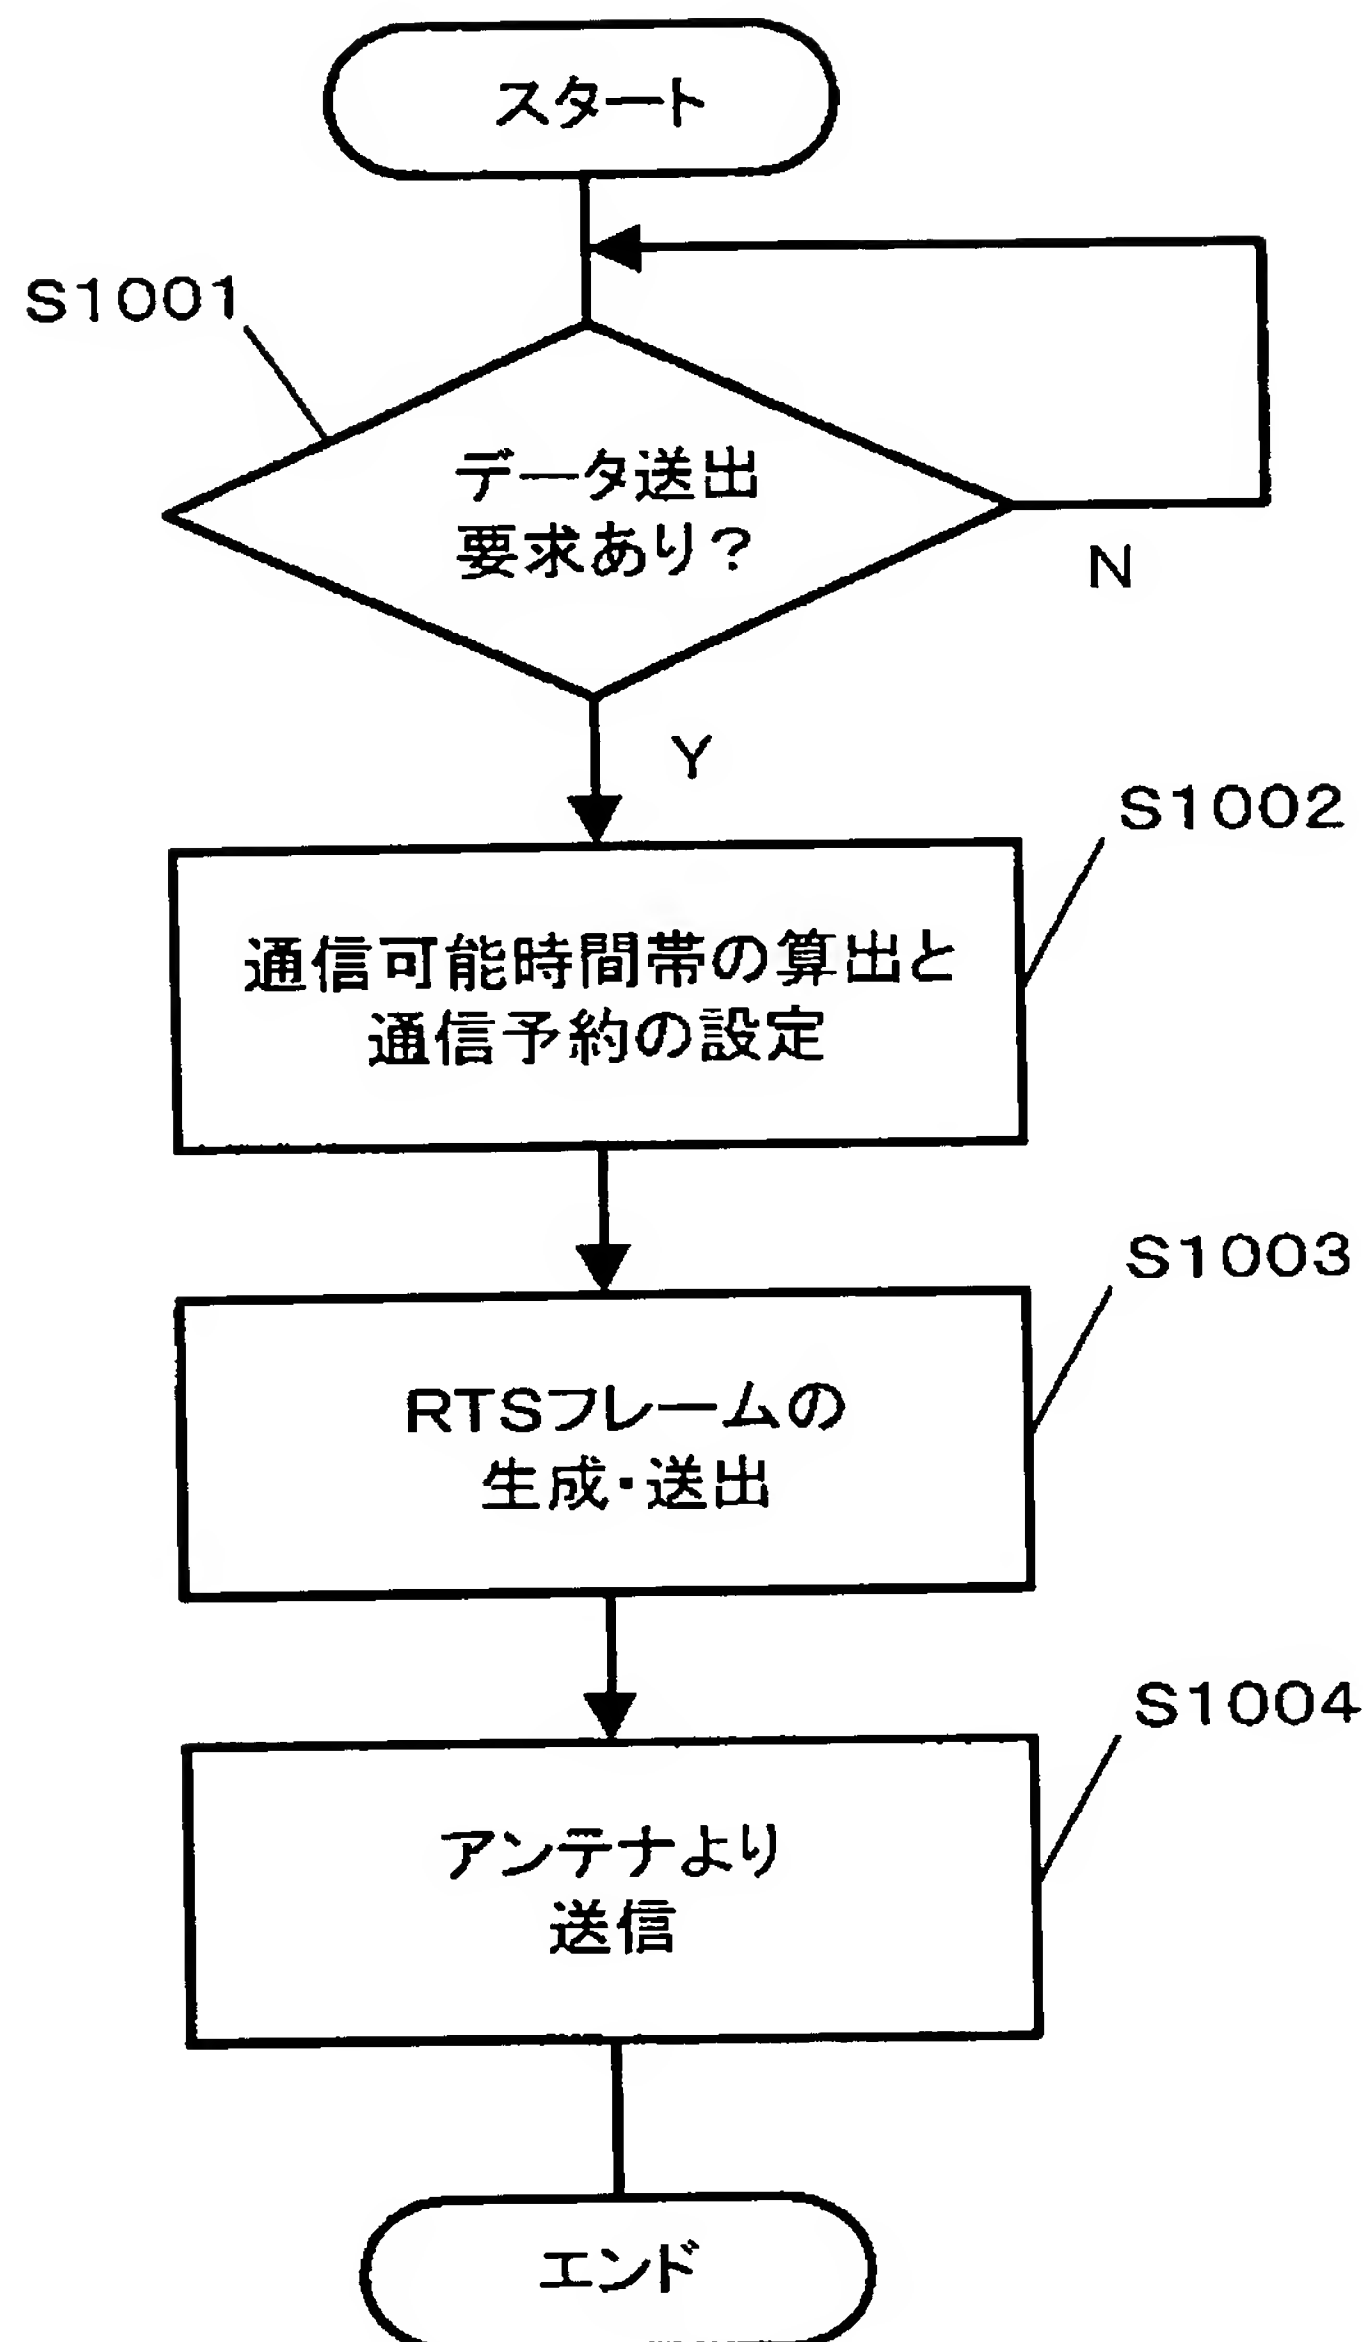 スタート
S1001
データ送出
要求あり？
N
Y
S1002
通信可能時間帯の算出と
通信予約の設定
S1003
RTSフレームの
生成・送出
S1004
アンテナより
送信
エンド